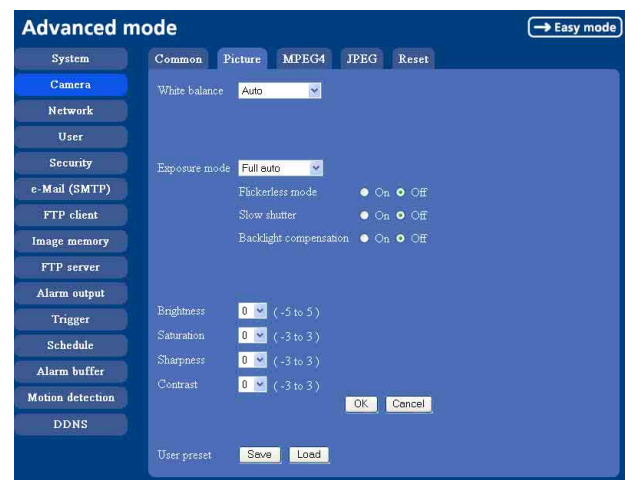 Advanced mode
→ Easy mode
System
Camera
Network
User
Security
e-Mail (SMTP)
FTP client
Image memory
FTP server
Alarm output
Trigger
Schedule
Alarm buffer
Motion detection
DDNS
Common Picture MPEG4 JPEG Reset
White balance Auto
Exposure mode Full auto
Flickerless mode On Off
Slow shutter On Off
Backlight compensation On Off
Brightness 0 ( -5 to 5 )
Saturation 0 ( -3 to 3 )
Sharpness 0 ( -3 to 3 )
Contrast 0 ( -3 to 3 )
OK Cancel
User preset Save Load